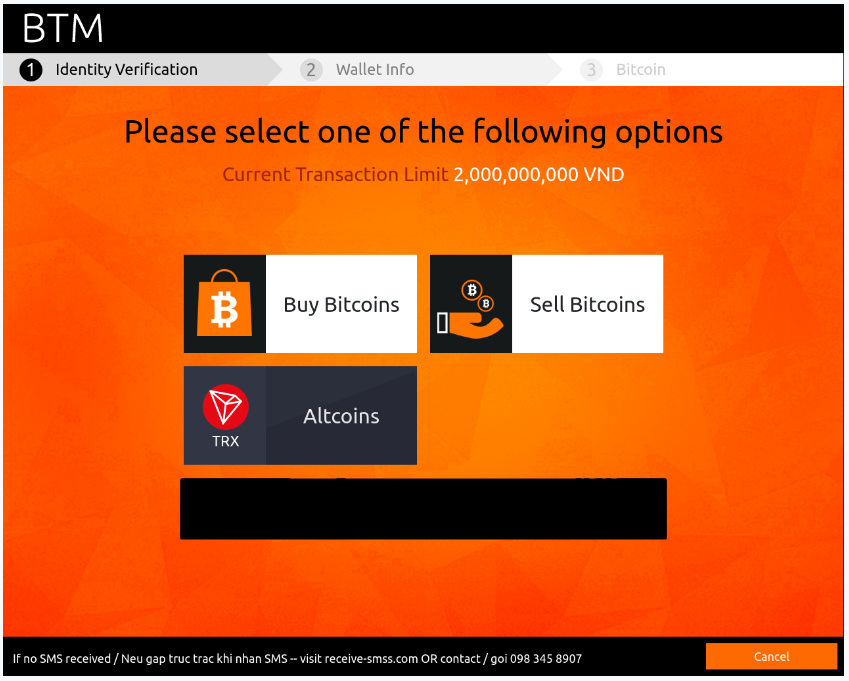 BTM
1 Identity Verification 2 Wallet Info 3 Bitcoin
Please select one of the following options
Current Transaction Limit 2,000,000,000 VND
Buy Bitcoins
Sell Bitcoins
TRX
Altcoins
If no SMS received / Neu gap truc trac khi nhan SMS -- visit receive-smss.com OR contact / goi 098 345 8907
Cancel